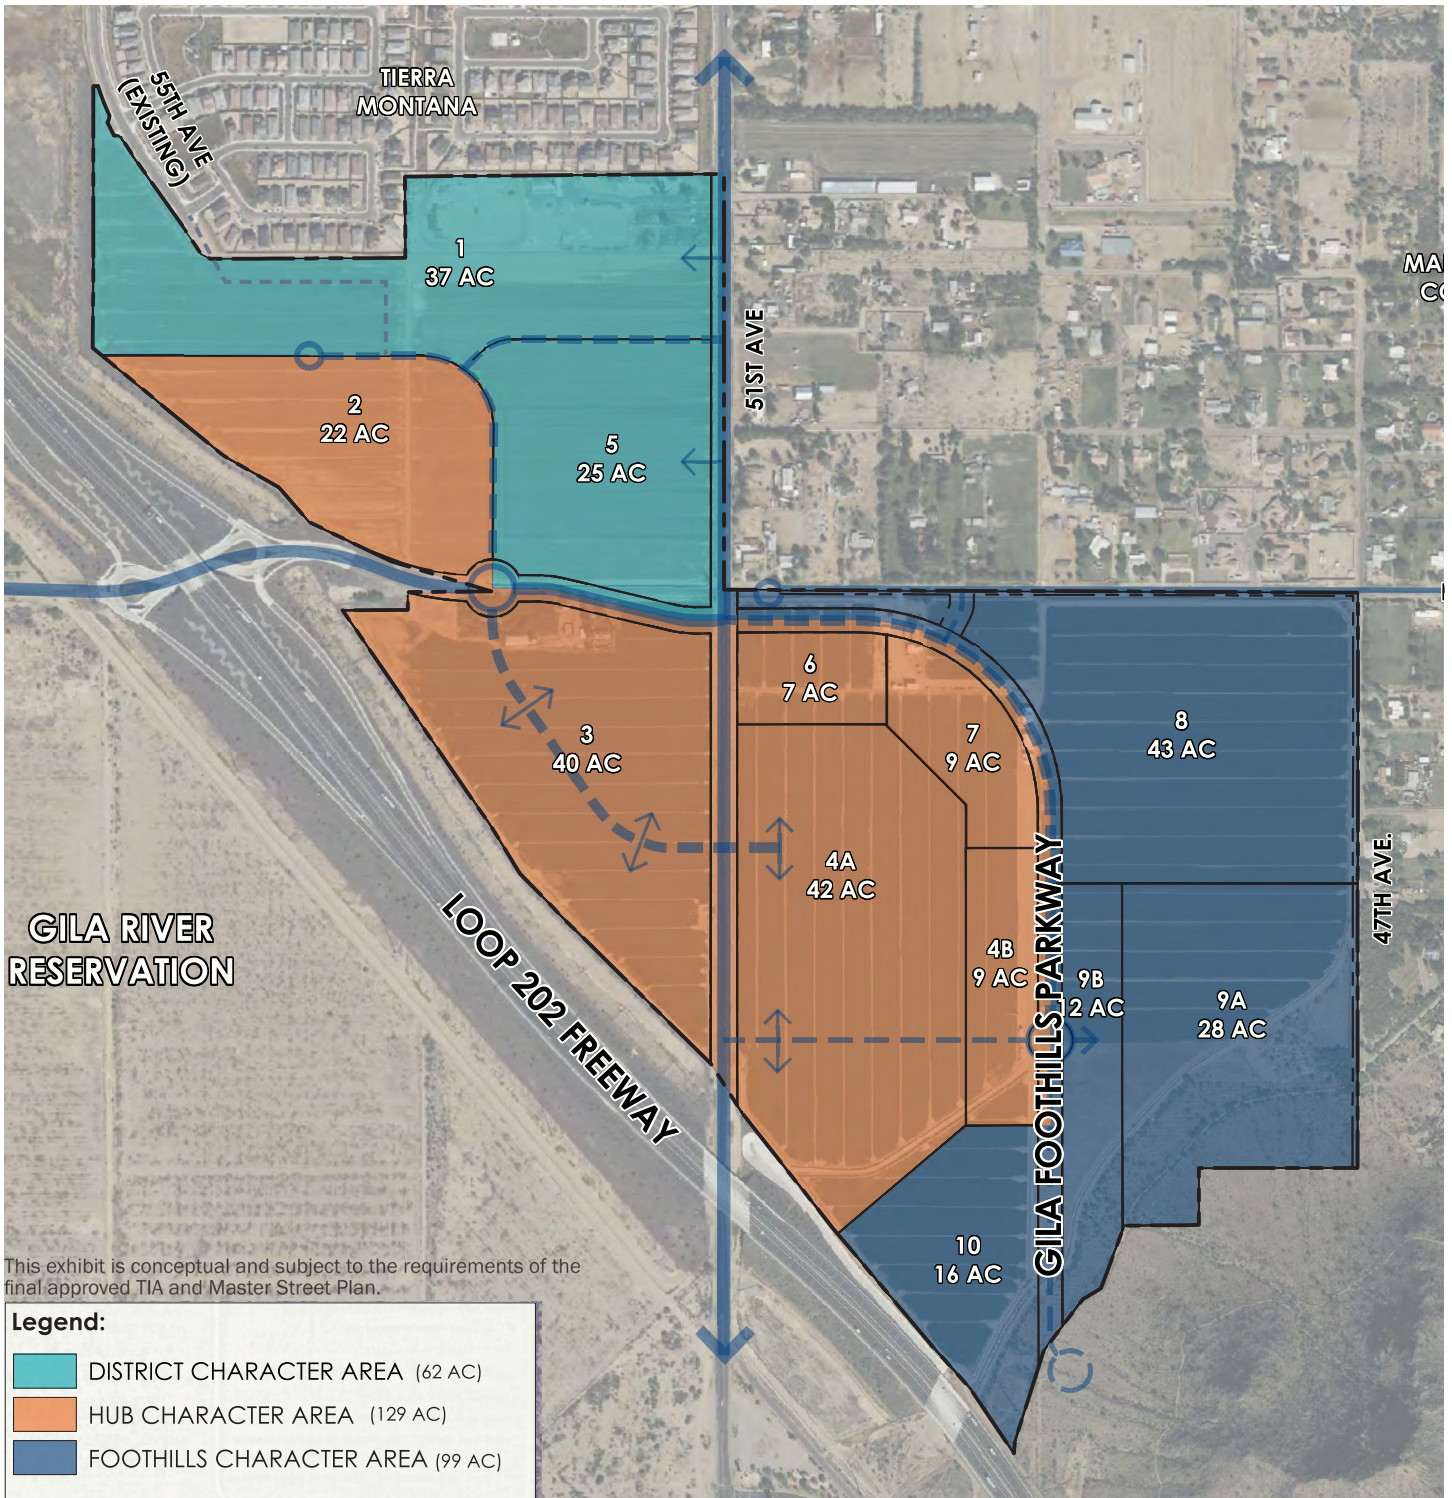 55TH AVE
(EXISTING)
TIERRA
MONTANA
1
37 AC
51ST AVE
2
22 AC
5
25 AC
6
7 AC
7
9 AC
8
43 AC
3
40 AC
4A
42 AC
4B
9 AC
9B
12 AC
9A
28 AC
10
16 AC
GILA FOOTHILLS PARKWAY
47TH AVE.
GILA RIVER
RESERVATION
LOOP 202 FREEWAY
This exhibit is conceptual and subject to the requirements of the
final approved TIA and Master Street Plan.
Legend:
DISTRICT CHARACTER AREA (62 AC)
HUB CHARACTER AREA (129 AC)
FOOTHILLS CHARACTER AREA (99 AC)